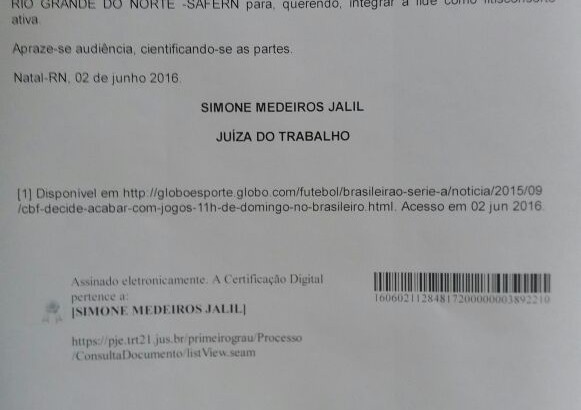 RIO GRANDE DO NORTE -SAFERN para, querendo, integrar a lide como litisconsorte
ativa.
Apraze-se audiência, cientificando-se as partes.
Natal-RN, 02 de junho 2016.
SIMONE MEDEIROS JALIL
JUÍZA DO TRABALHO
[1] Disponivel em http://globoesporte.globo.com/futebol/brasileirao-serie-a/noticia/2015/09
/cbf-decide-acabar-com-jogos-11h-de-domingo-no-brasileiro.html. Acesso em 02 jun 2016.
Assinado eletronicamente. A Certificação Digital
pertence a:
[SIMONE MEDEIROS JALIL]
https://pje.trt21.jus.br/primeirograu/Processo
/ConsultaDocumento/listView.seam
16060211284817200000003892210